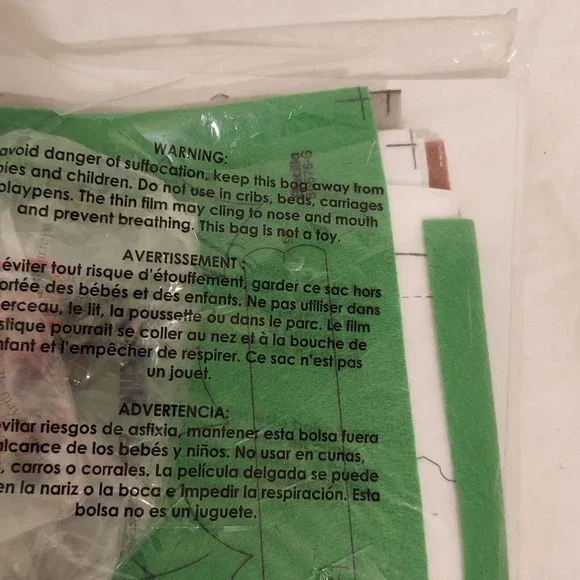 WARNING:
avoid danger of suffocation, keep this bag away from
bies and children. Do not use in cribs, beds, carriages
playpens. The thin film may cling to nose and mouth
and prevent breathing. This bag is not a toy.
AVERTISSEMENT:
éviter tout risque d'étouffement, garder ce sac hors
ortée des bébés et des enfants. Ne pas utiliser dans
erceau, le lit, la poussette ou dans le parc. Le film
stique pourrait se coller au nez et à la bouche de
nfant et l'empêcher de respirer. Ce sac n'est pas
un jouet.
ADVERTENCIA:
evitar riesgos de asfixia, mantener esta bolsa fuera
alcance de los bebés y niños. No usar en cunas,
, carros o corrales. La película delgada se puede
en la nariz o la boca e impedir la respiración. Esta
bolsa no es un juguete.